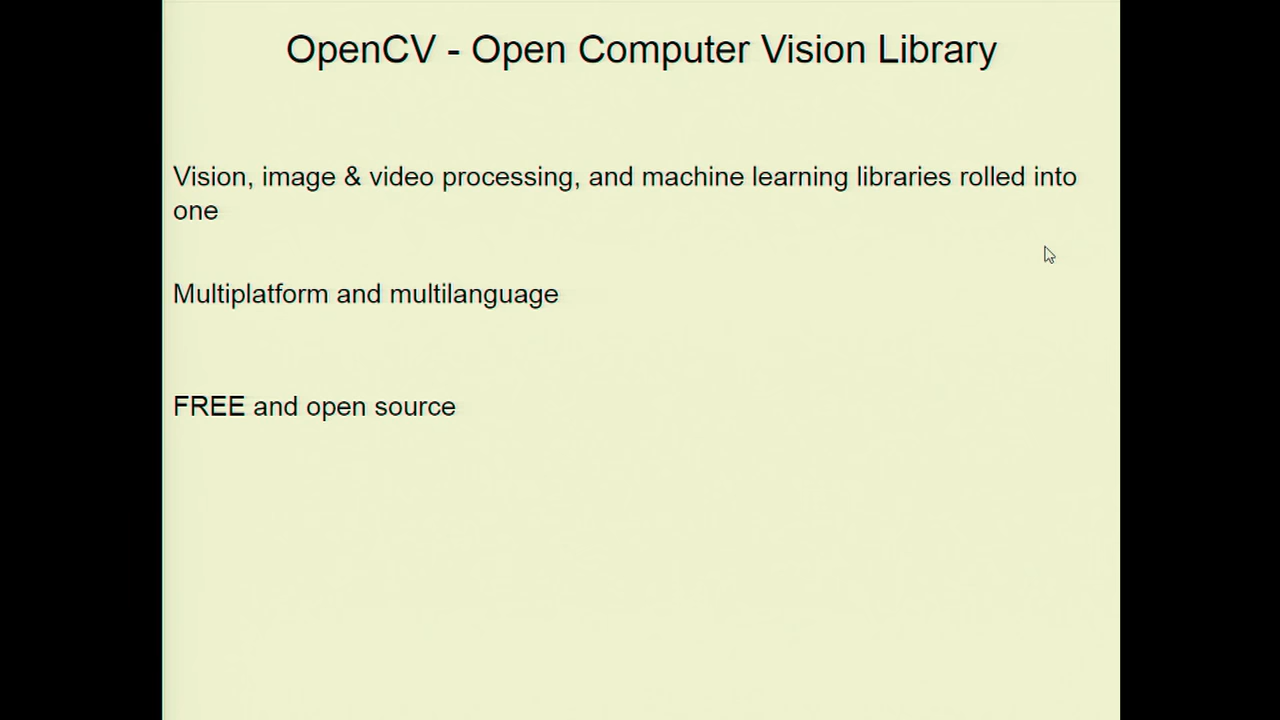 OpenCV - Open Computer Vision Library
Vision, image & video processing, and machine learning libraries rolled into
one
Multiplatform and multilanguage
FREE and open source